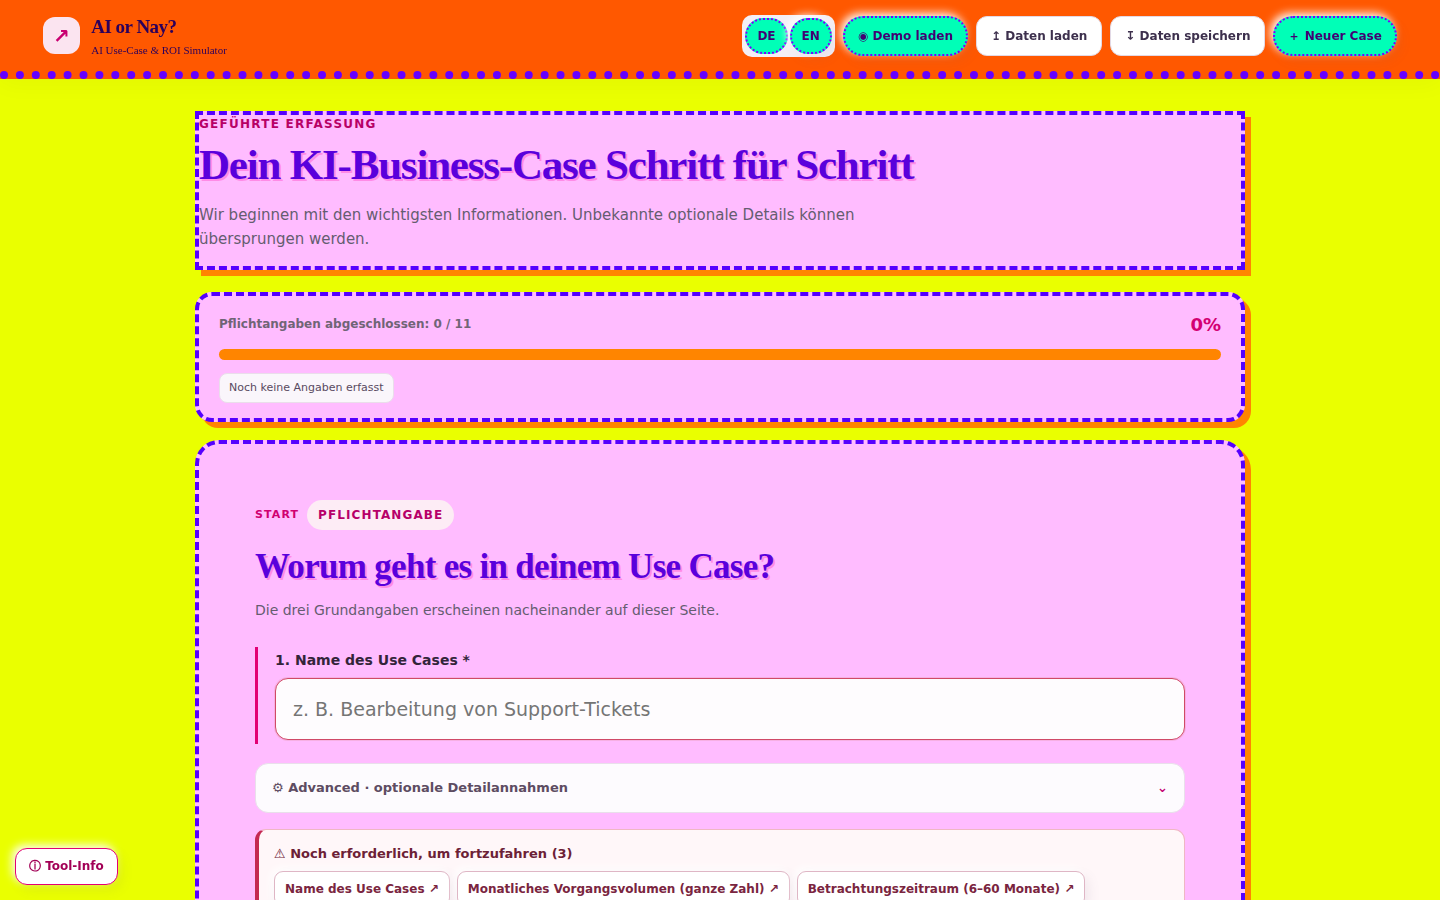 AI or Nay?
AI Use-Case & ROI Simulator
DE EN ◉ Demo laden ↥ Daten laden ↧ Daten speichern + Neuer Case
GEFÜHRTE ERFASSUNG
Dein KI-Business-Case Schritt für Schritt
Wir beginnen mit den wichtigsten Informationen. Unbekannte optionale Details können
übersprungen werden.
Pflichtangaben abgeschlossen: 0 / 11 0%
Noch keine Angaben erfasst
START PFLICHTANGABE
Worum geht es in deinem Use Case?
Die drei Grundangaben erscheinen nacheinander auf dieser Seite.
1. Name des Use Cases *
z. B. Bearbeitung von Support-Tickets
⚙ Advanced · optionale Detailannahmen
⚠ Noch erforderlich, um fortzufahren (3)
Name des Use Cases ↗ Monatliches Vorgangsvolumen (ganze Zahl) ↗ Betrachtungszeitraum (6–60 Monate) ↗
ⓘ Tool-Info